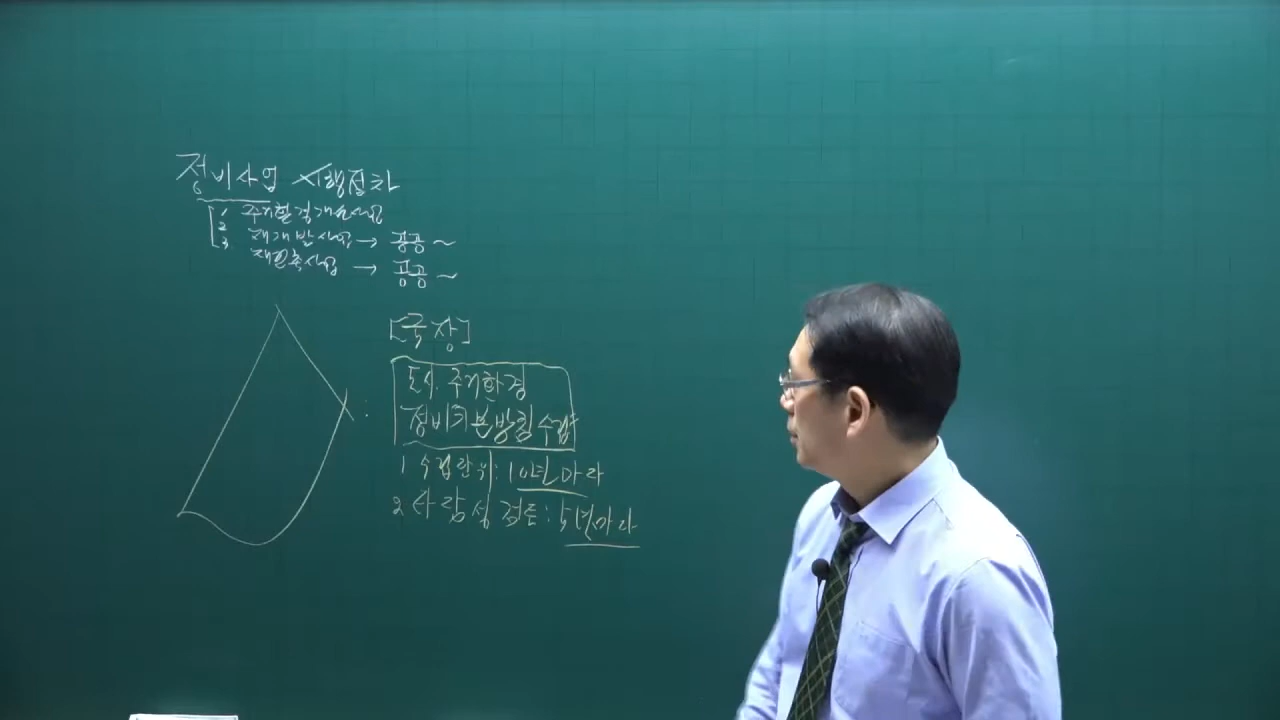 정비사업 시행절차
1 주거환경개선사업
2 재개발사업 → 공공~
3 재건축사업 → 공공~
[국장]
도시. 주거환경
정비기본방침수립
1 수립단위: 10년마다
2 타당성 검토: 5년마다